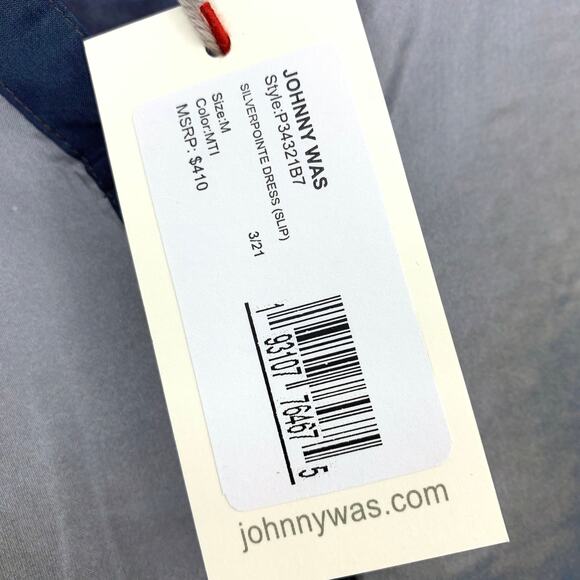 JOHNNY WAS
Style:P34321B7
SILVERPOINTE DRESS (SLIP)
3/21
Size:M
Color:MTI
MSRP: $410
1 93107 76467 5
johnnywas.com